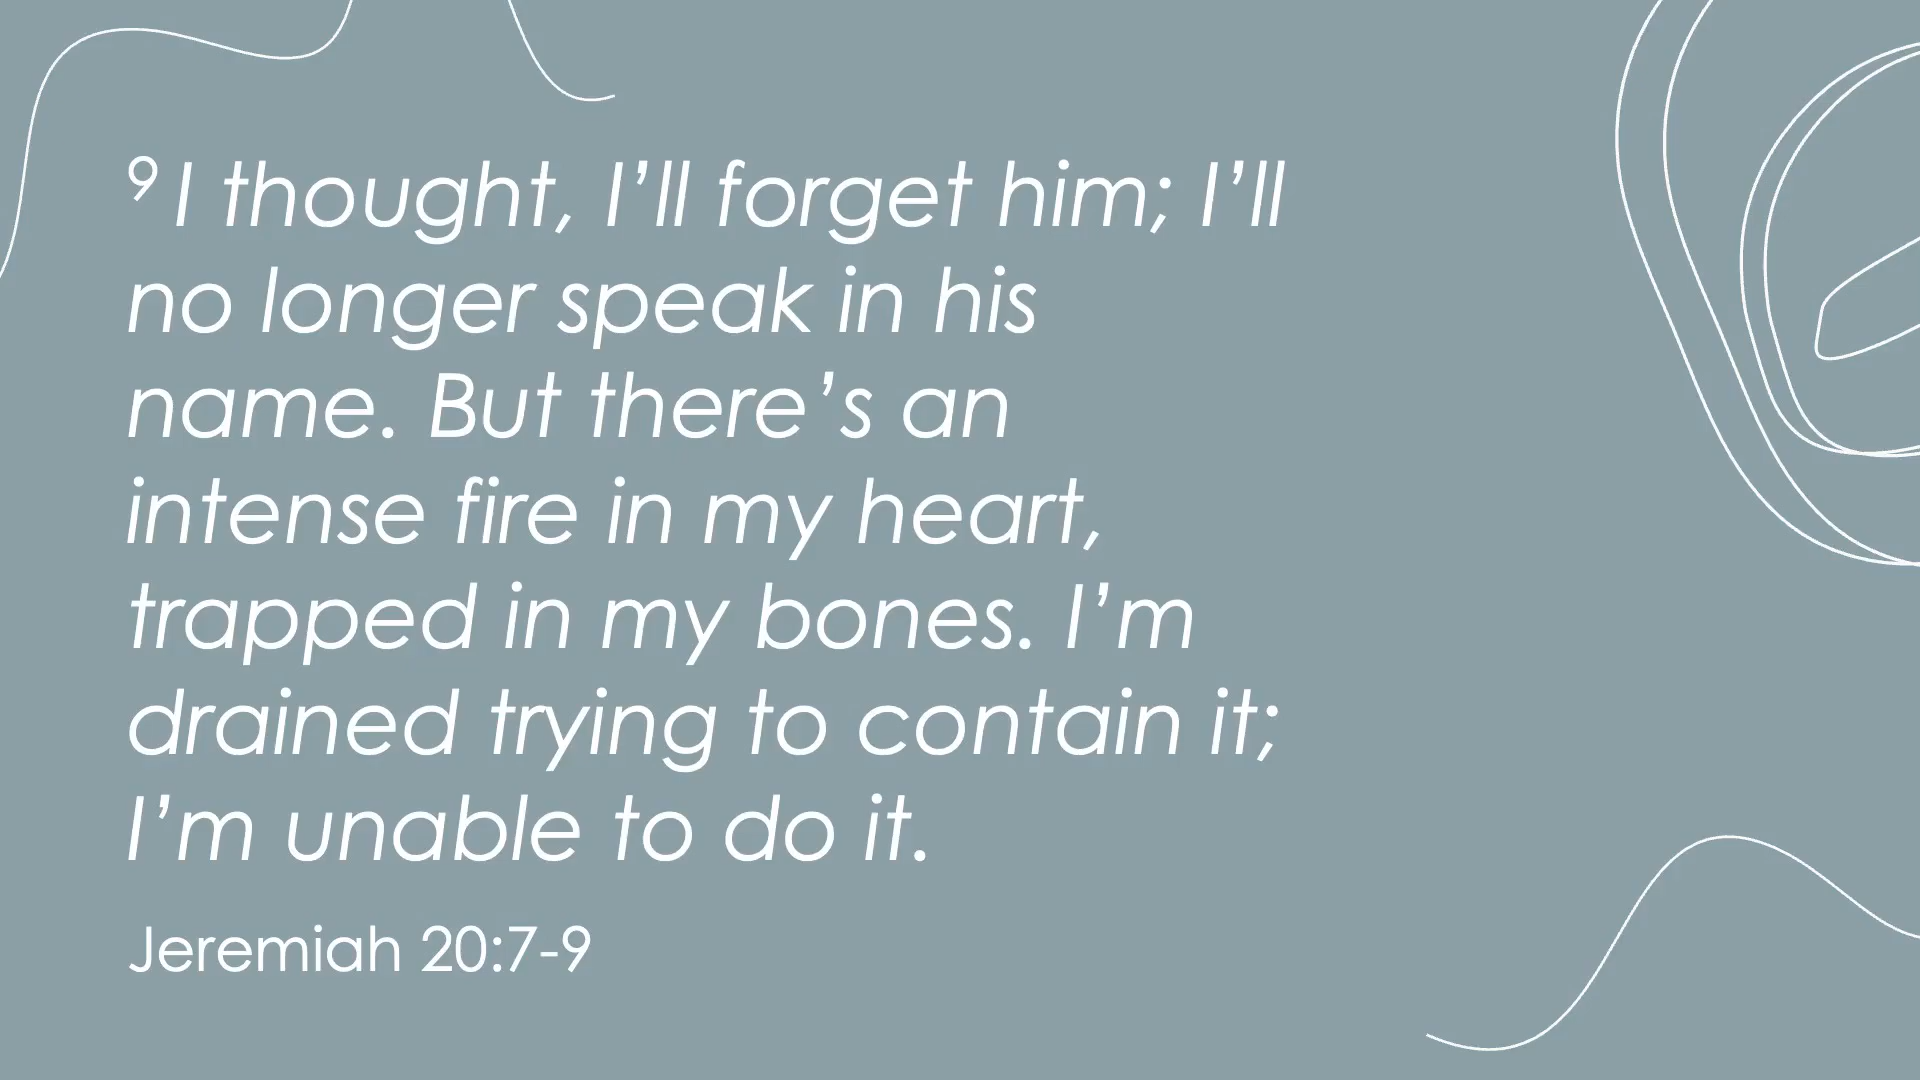 ⁹ I thought, I’ll forget him; I’ll
no longer speak in his
name. But there’s an
intense fire in my heart,
trapped in my bones. I’m
drained trying to contain it;
I’m unable to do it.
Jeremiah 20:7-9